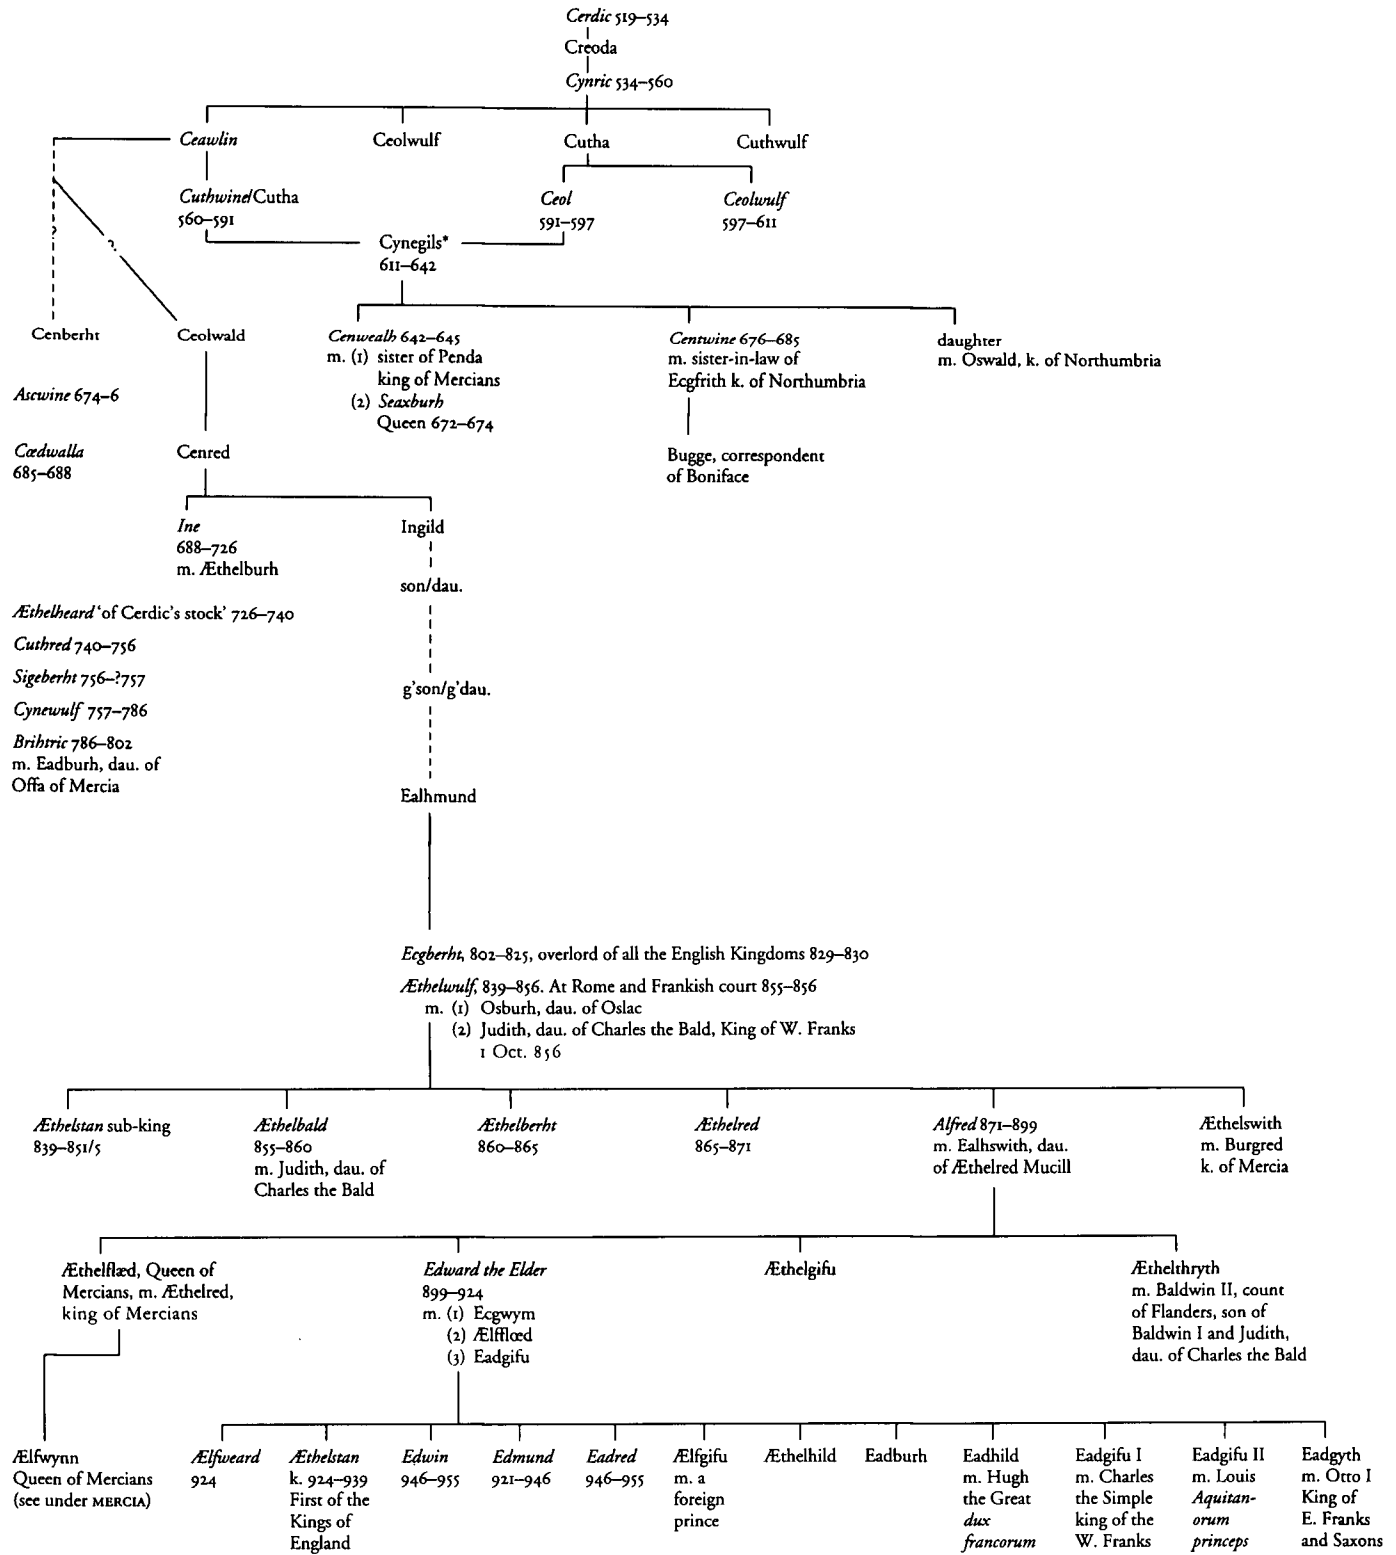 Cerdic 519–534
Creoda
Cynric 534–560
Ceawlin
Ceolwulf
Cutha
Cuthwulf
Cuthwine/Cutha
560–591
Ceol
591–597
Ceolwulf
597–611
Cynegils*
611–642
?
Cenberht
Ceolwald
Cenwealh 642–645
m. (1) sister of Penda
king of Mercians
(2) Seaxburh
Queen 672–674
Centwine 676–685
m. sister-in-law of
Ecgfrith k. of Northumbria
daughter
m. Oswald, k. of Northumbria
Ascwine 674–6
Cædwalla
685–688
Cenred
Bugge, correspondent
of Boniface
Ine
688–726
m. Æthelburh
Ingild
son/dau.
Æthelheard 'of Cerdic's stock' 726–740
Cuthred 740–756
Sigeberht 756–?757
Cynewulf 757–786
Brihtric 786–802
m. Eadburh, dau. of
Offa of Mercia
g'son/g'dau.
Ealhmund
Ecgberht, 802–825, overlord of all the English Kingdoms 829–830
Æthelwulf, 839–856. At Rome and Frankish court 855–856
m. (1) Osburh, dau. of Oslac
(2) Judith, dau. of Charles the Bald, King of W. Franks
1 Oct. 856
Æthelstan sub-king
839–851/5
Æthelbald
855–860
m. Judith, dau. of
Charles the Bald
Æthelberht
860–865
Æthelred
865–871
Alfred 871–899
m. Ealhswith, dau.
of Æthelred Mucill
Æthelswith
m. Burgred
k. of Mercia
Æthelflæd, Queen of
Mercians, m. Æthelred,
king of Mercians
Edward the Elder
899–924
m. (1) Ecgwym
(2) Ælfflœd
(3) Eadgifu
Æthelgifu
Æthelthryth
m. Baldwin II, count
of Flanders, son of
Baldwin I and Judith,
dau. of Charles the Bald
Ælfwynn
Queen of Mercians
(see under MERCIA)
Ælfweard
924
Æthelstan
k. 924–939
First of the
Kings of
England
Edwin
946–955
Edmund
921–946
Eadred
946–955
Ælfgifu
m. a
foreign
prince
Æthelhild
Eadburh
Eadhild
m. Hugh
the Great
dux
francorum
Eadgifu I
m. Charles
the Simple
king of the
W. Franks
Eadgifu II
m. Louis
Aquitan-
orum
princeps
Eadgyth
m. Otto I
King of
E. Franks
and Saxons